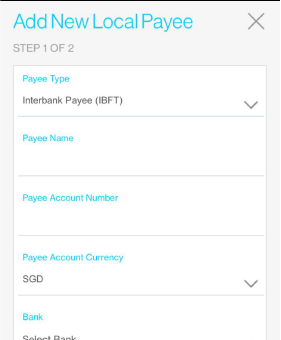 Add New Local Payee
STEP 1 OF 2
Payee Type
Interbank Payee (IBFT)
Payee Name
Payee Account Number
Payee Account Currency
SGD
Bank
Select Bank